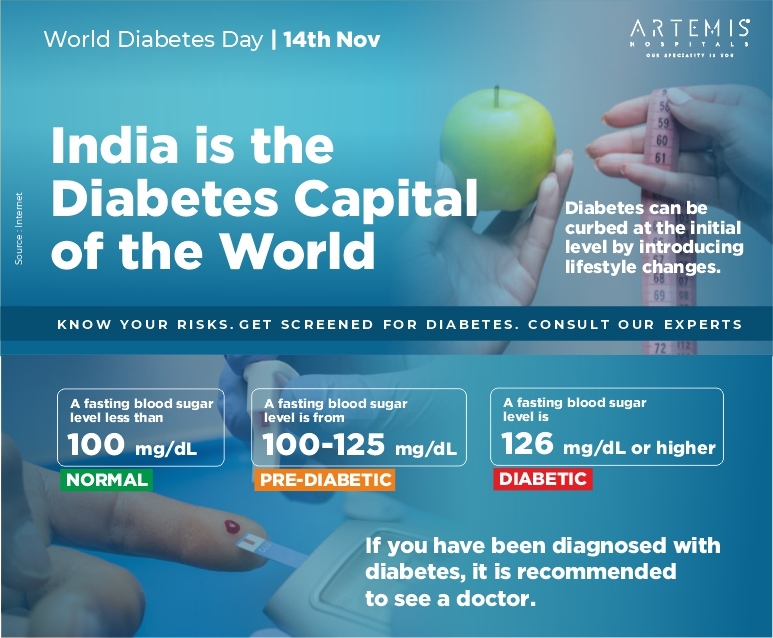 World Diabetes Day | 14th Nov
ARTEMIS
HOSPITALS
OUR SPECIALITY IS YOU
India is the
Diabetes Capital
of the World
Source : Internet
59
60
61
Diabetes can be
curbed at the initial
level by introducing
lifestyle changes.
68
69
72
KNOW YOUR RISKS. GET SCREENED FOR DIABETES. CONSULT OUR EXPERTS
A fasting blood sugar
level less than
100 mg/dL
NORMAL
A fasting blood sugar
level is from
100-125 mg/dL
PRE-DIABETIC
A fasting blood sugar
level is
126 mg/dL or higher
DIABETIC
If you have been diagnosed with
diabetes, it is recommended
to see a doctor.